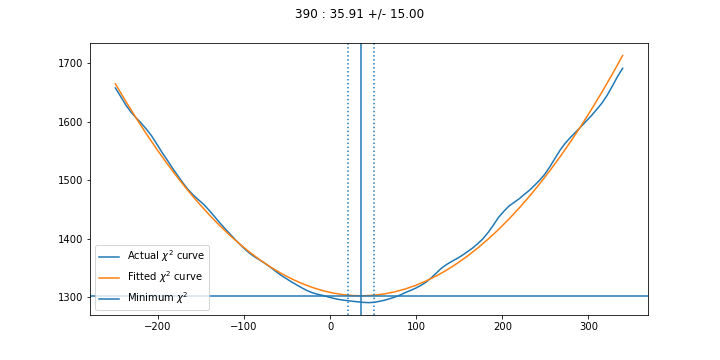 390 : 35.91 +/- 15.00
1700
1600
1500
1400
1300
Actual χ² curve
Fitted χ² curve
Minimum χ²
−200
−100
0
100
200
300